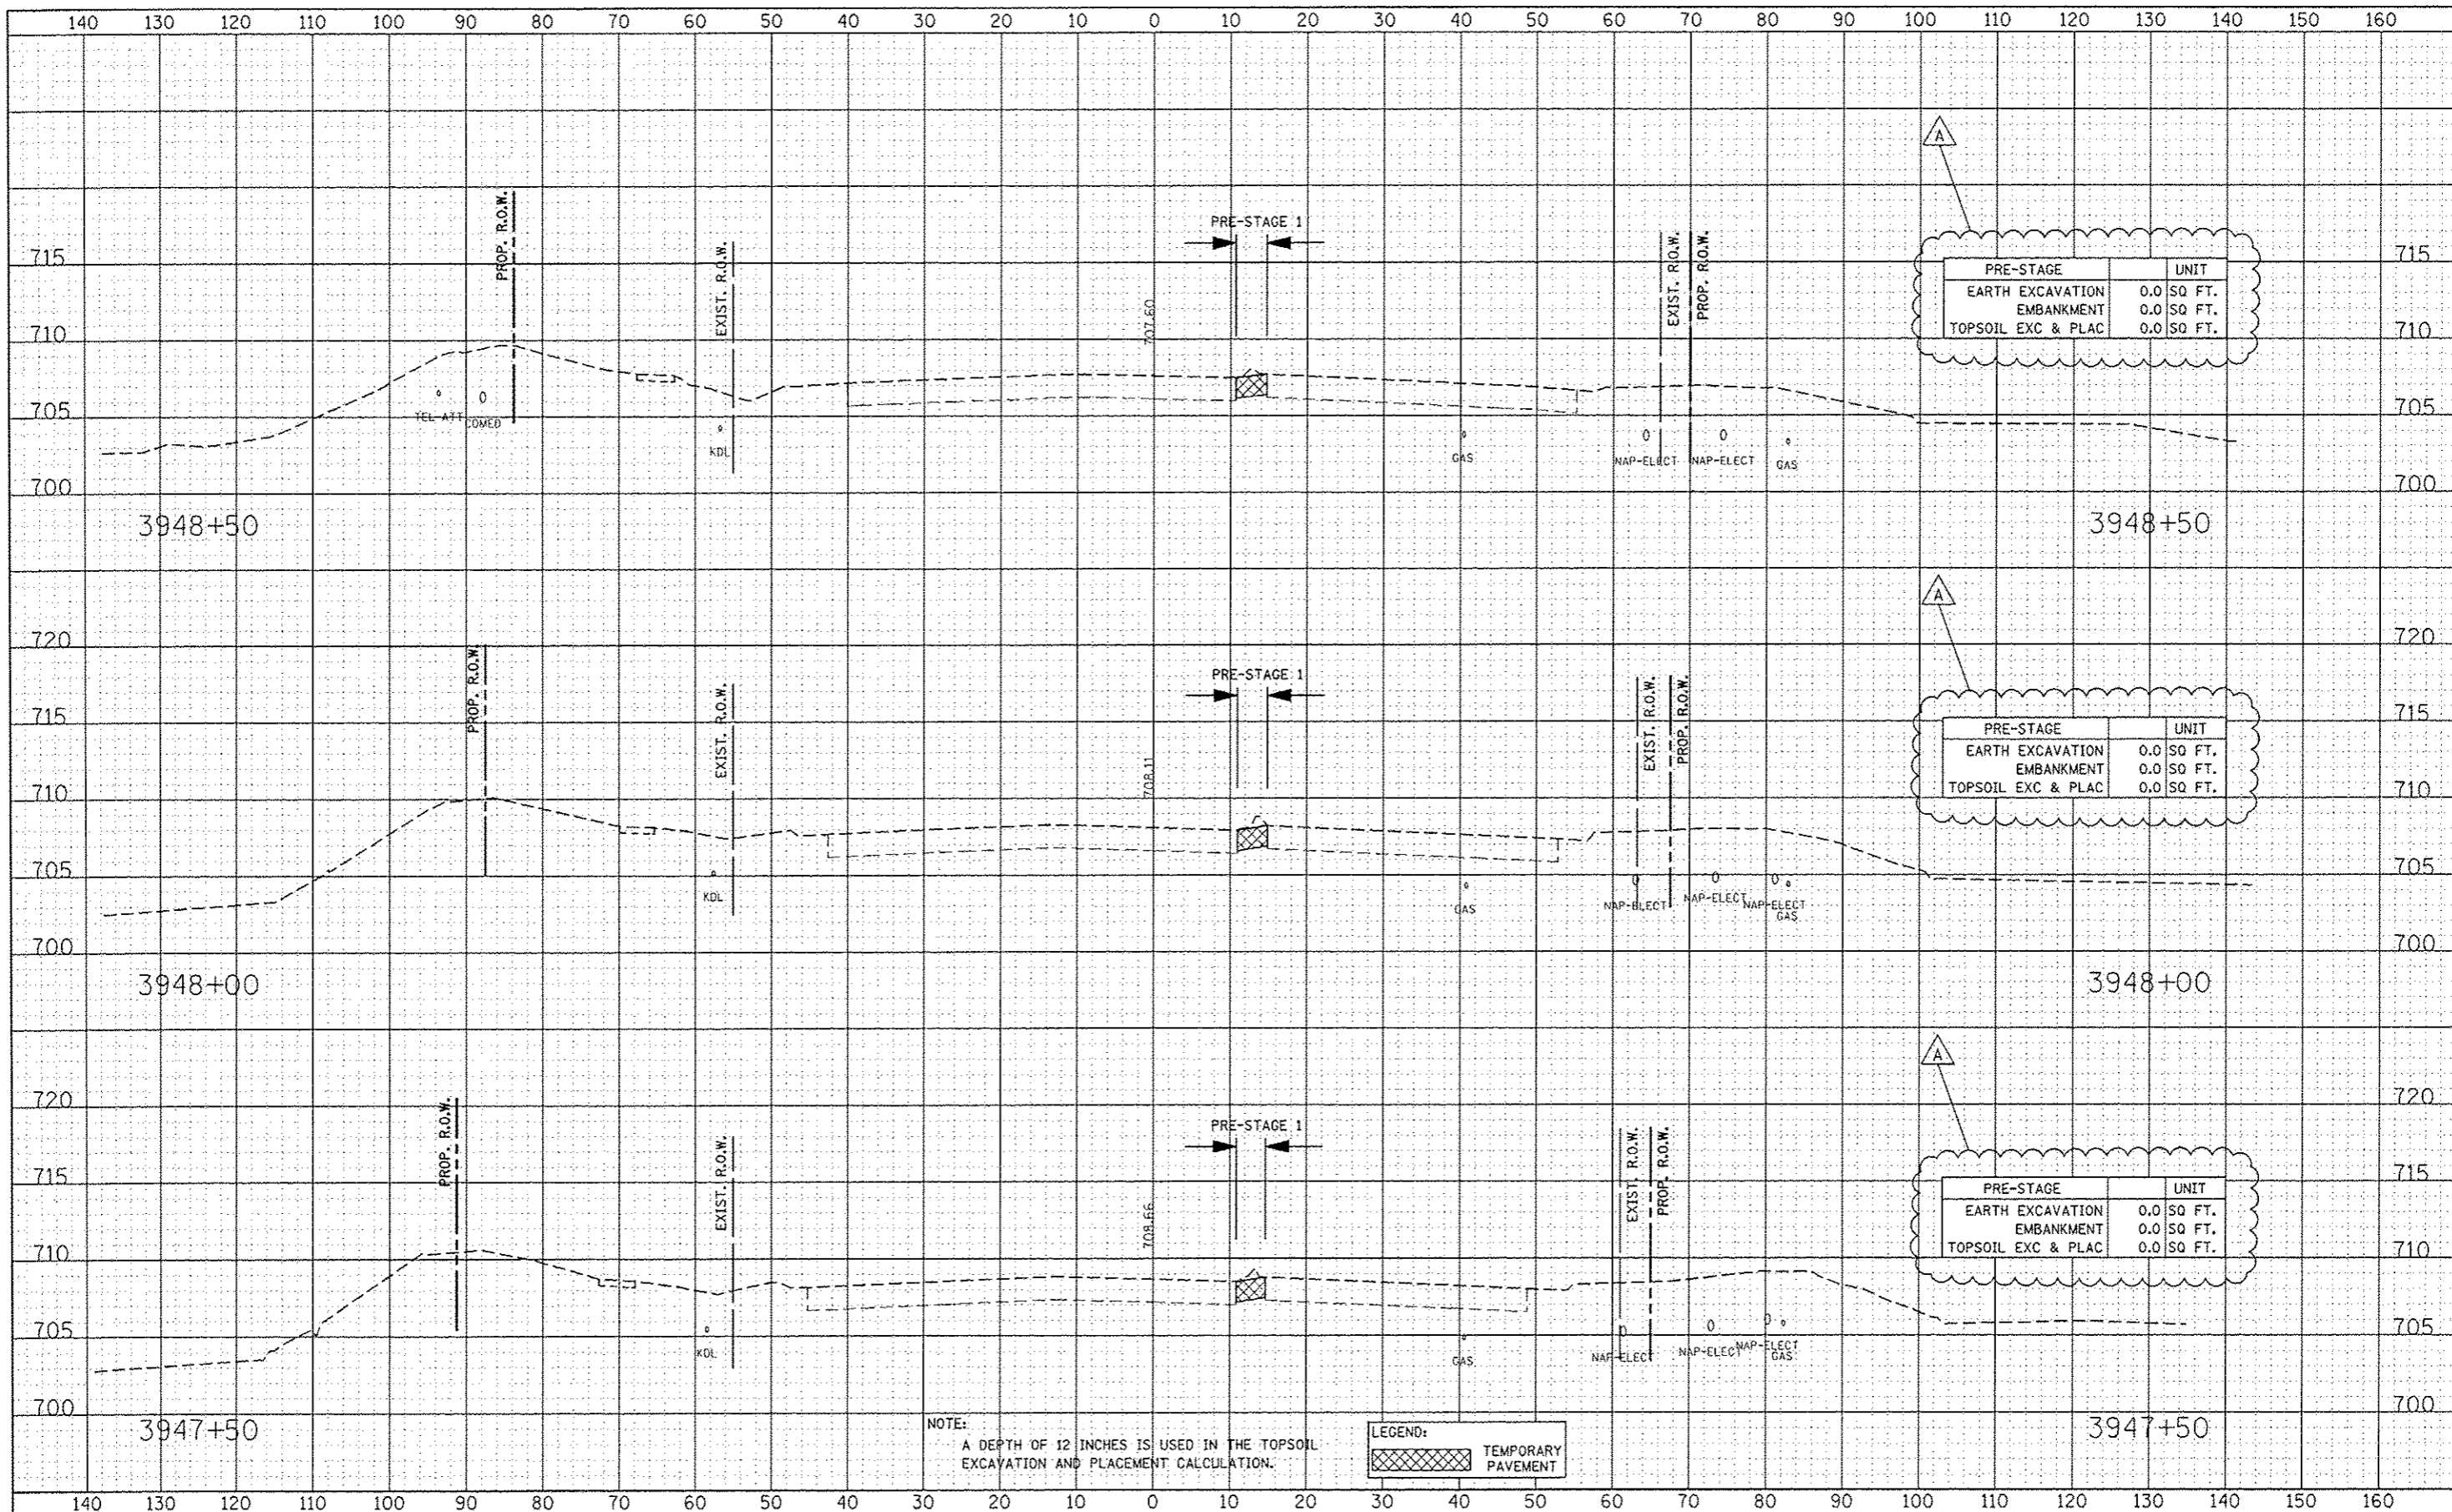 140 130 120 110 100 90 80 70 60 50 40 30 20 10 0 10 20 30 40 50 60 70 80 90 100 110 120 130 140 150 160
A
PROP. R.O.W.
EXIST. R.O.W.
PRE-STAGE 1
EXIST. R.O.W.
PROP. R.O.W.
715 715
PRE-STAGE UNIT
EARTH EXCAVATION 0.0 SQ FT.
EMBANKMENT 0.0 SQ FT.
TOPSOIL EXC & PLAC 0.0 SQ FT.
707.60
710 710
705 705
TEL-ATT COMED
KDL
GAS
NAP-ELECT NAP-ELECT GAS
700 700
3948+50 3948+50
A
720 720
PROP. R.O.W.
EXIST. R.O.W.
PRE-STAGE 1
EXIST. R.O.W.
PROP. R.O.W.
715 715
PRE-STAGE UNIT
EARTH EXCAVATION 0.0 SQ FT.
EMBANKMENT 0.0 SQ FT.
TOPSOIL EXC & PLAC 0.0 SQ FT.
708.11
710 710
705 705
KDL
GAS
NAP-ELECT NAP-ELECT NAP-ELECT
GAS
700 700
3948+00 3948+00
A
720 720
PROP. R.O.W.
EXIST. R.O.W.
PRE-STAGE 1
EXIST. R.O.W.
PROP. R.O.W.
715 715
PRE-STAGE UNIT
EARTH EXCAVATION 0.0 SQ FT.
EMBANKMENT 0.0 SQ FT.
TOPSOIL EXC & PLAC 0.0 SQ FT.
708.66
710 710
705 705
KDL
GAS
NAP-ELECT NAP-ELECT NAP-ELECT
GAS
700 700
3947+50 3947+50
NOTE:
A DEPTH OF 12 INCHES IS USED IN THE TOPSOIL
EXCAVATION AND PLACEMENT CALCULATION.
LEGEND:
TEMPORARY
PAVEMENT
140 130 120 110 100 90 80 70 60 50 40 30 20 10 0 10 20 30 40 50 60 70 80 90 100 110 120 130 140 150 160